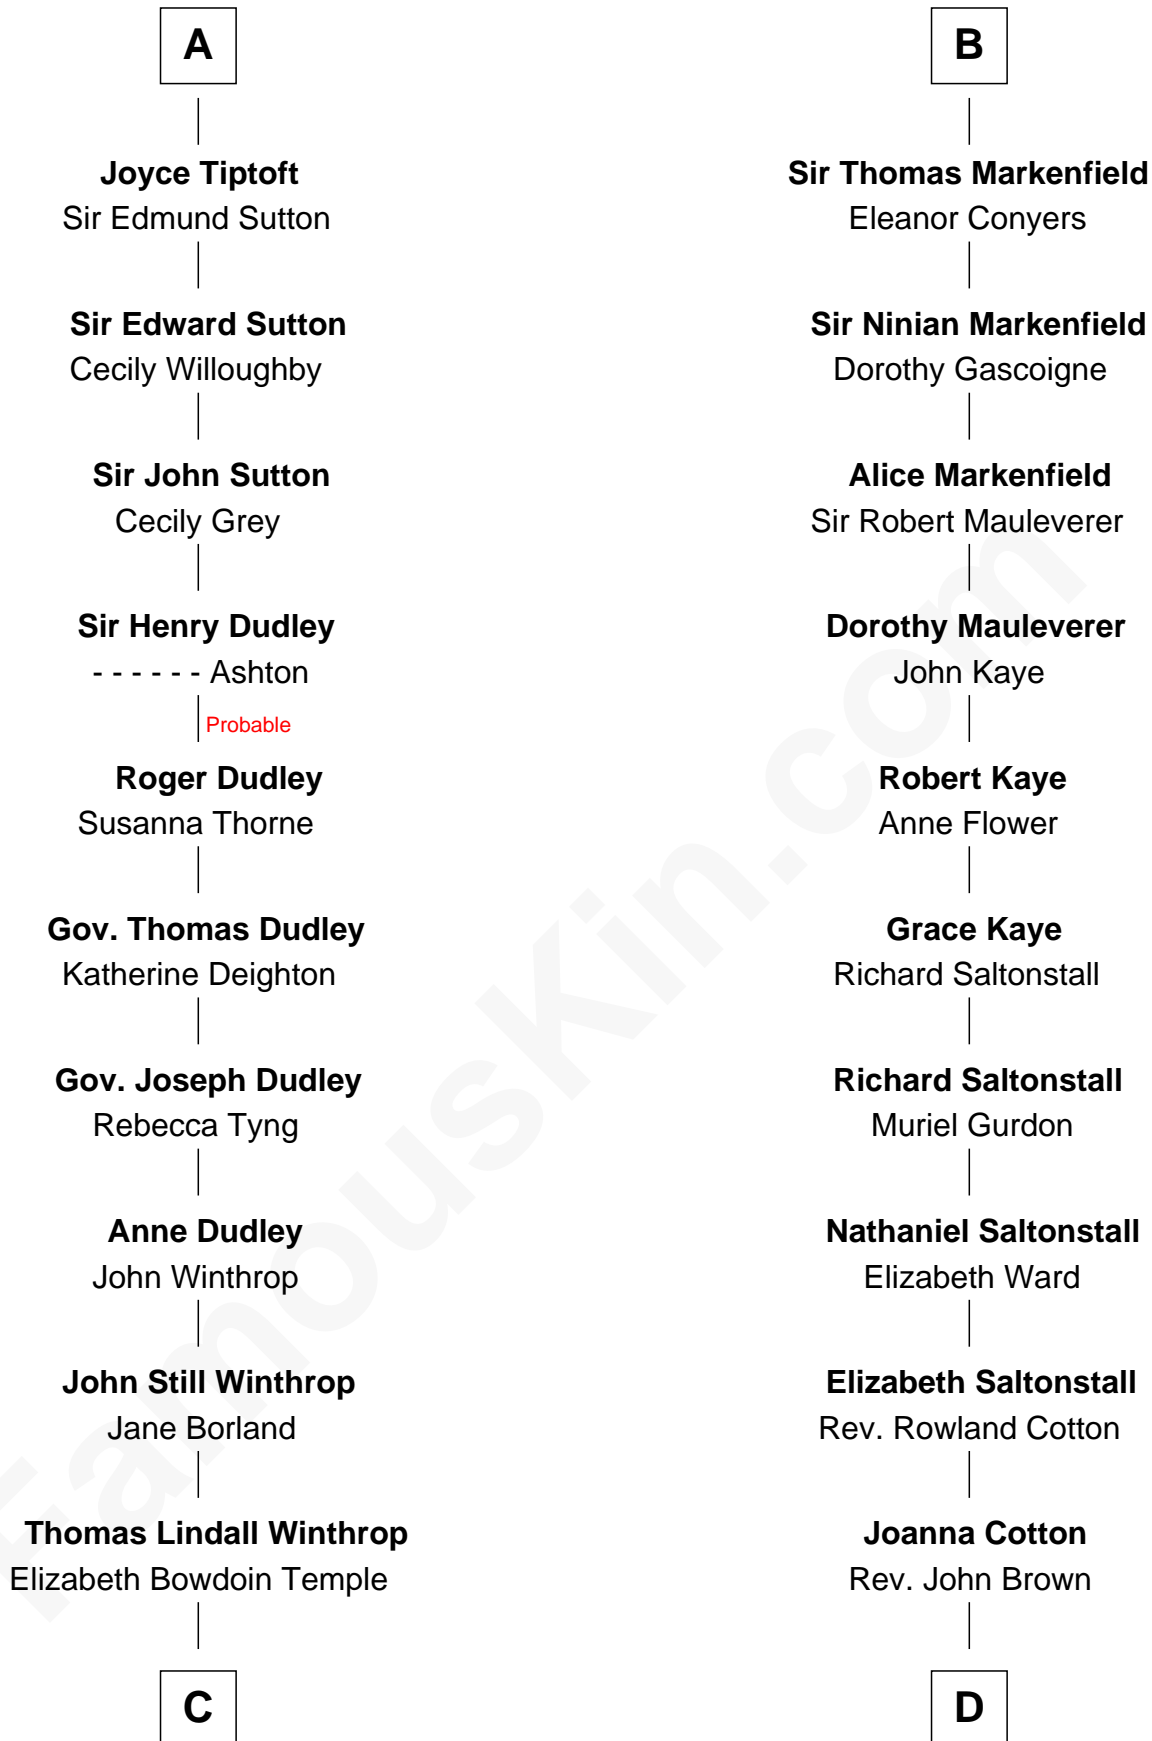 A
Joyce Tiptoft
Sir Edmund Sutton
Sir Edward Sutton
Cecily Willoughby
Sir John Sutton
Cecily Grey
Sir Henry Dudley
- - - - - - Ashton
Probable
Roger Dudley
Susanna Thorne
Gov. Thomas Dudley
Katherine Deighton
Gov. Joseph Dudley
Rebecca Tyng
Anne Dudley
John Winthrop
John Still Winthrop
Jane Borland
Thomas Lindall Winthrop
Elizabeth Bowdoin Temple
C
B
Sir Thomas Markenfield
Eleanor Conyers
Sir Ninian Markenfield
Dorothy Gascoigne
Alice Markenfield
Sir Robert Mauleverer
Dorothy Mauleverer
John Kaye
Robert Kaye
Anne Flower
Grace Kaye
Richard Saltonstall
Richard Saltonstall
Muriel Gurdon
Nathaniel Saltonstall
Elizabeth Ward
Elizabeth Saltonstall
Rev. Rowland Cotton
Joanna Cotton
Rev. John Brown
D
FamousKin.com